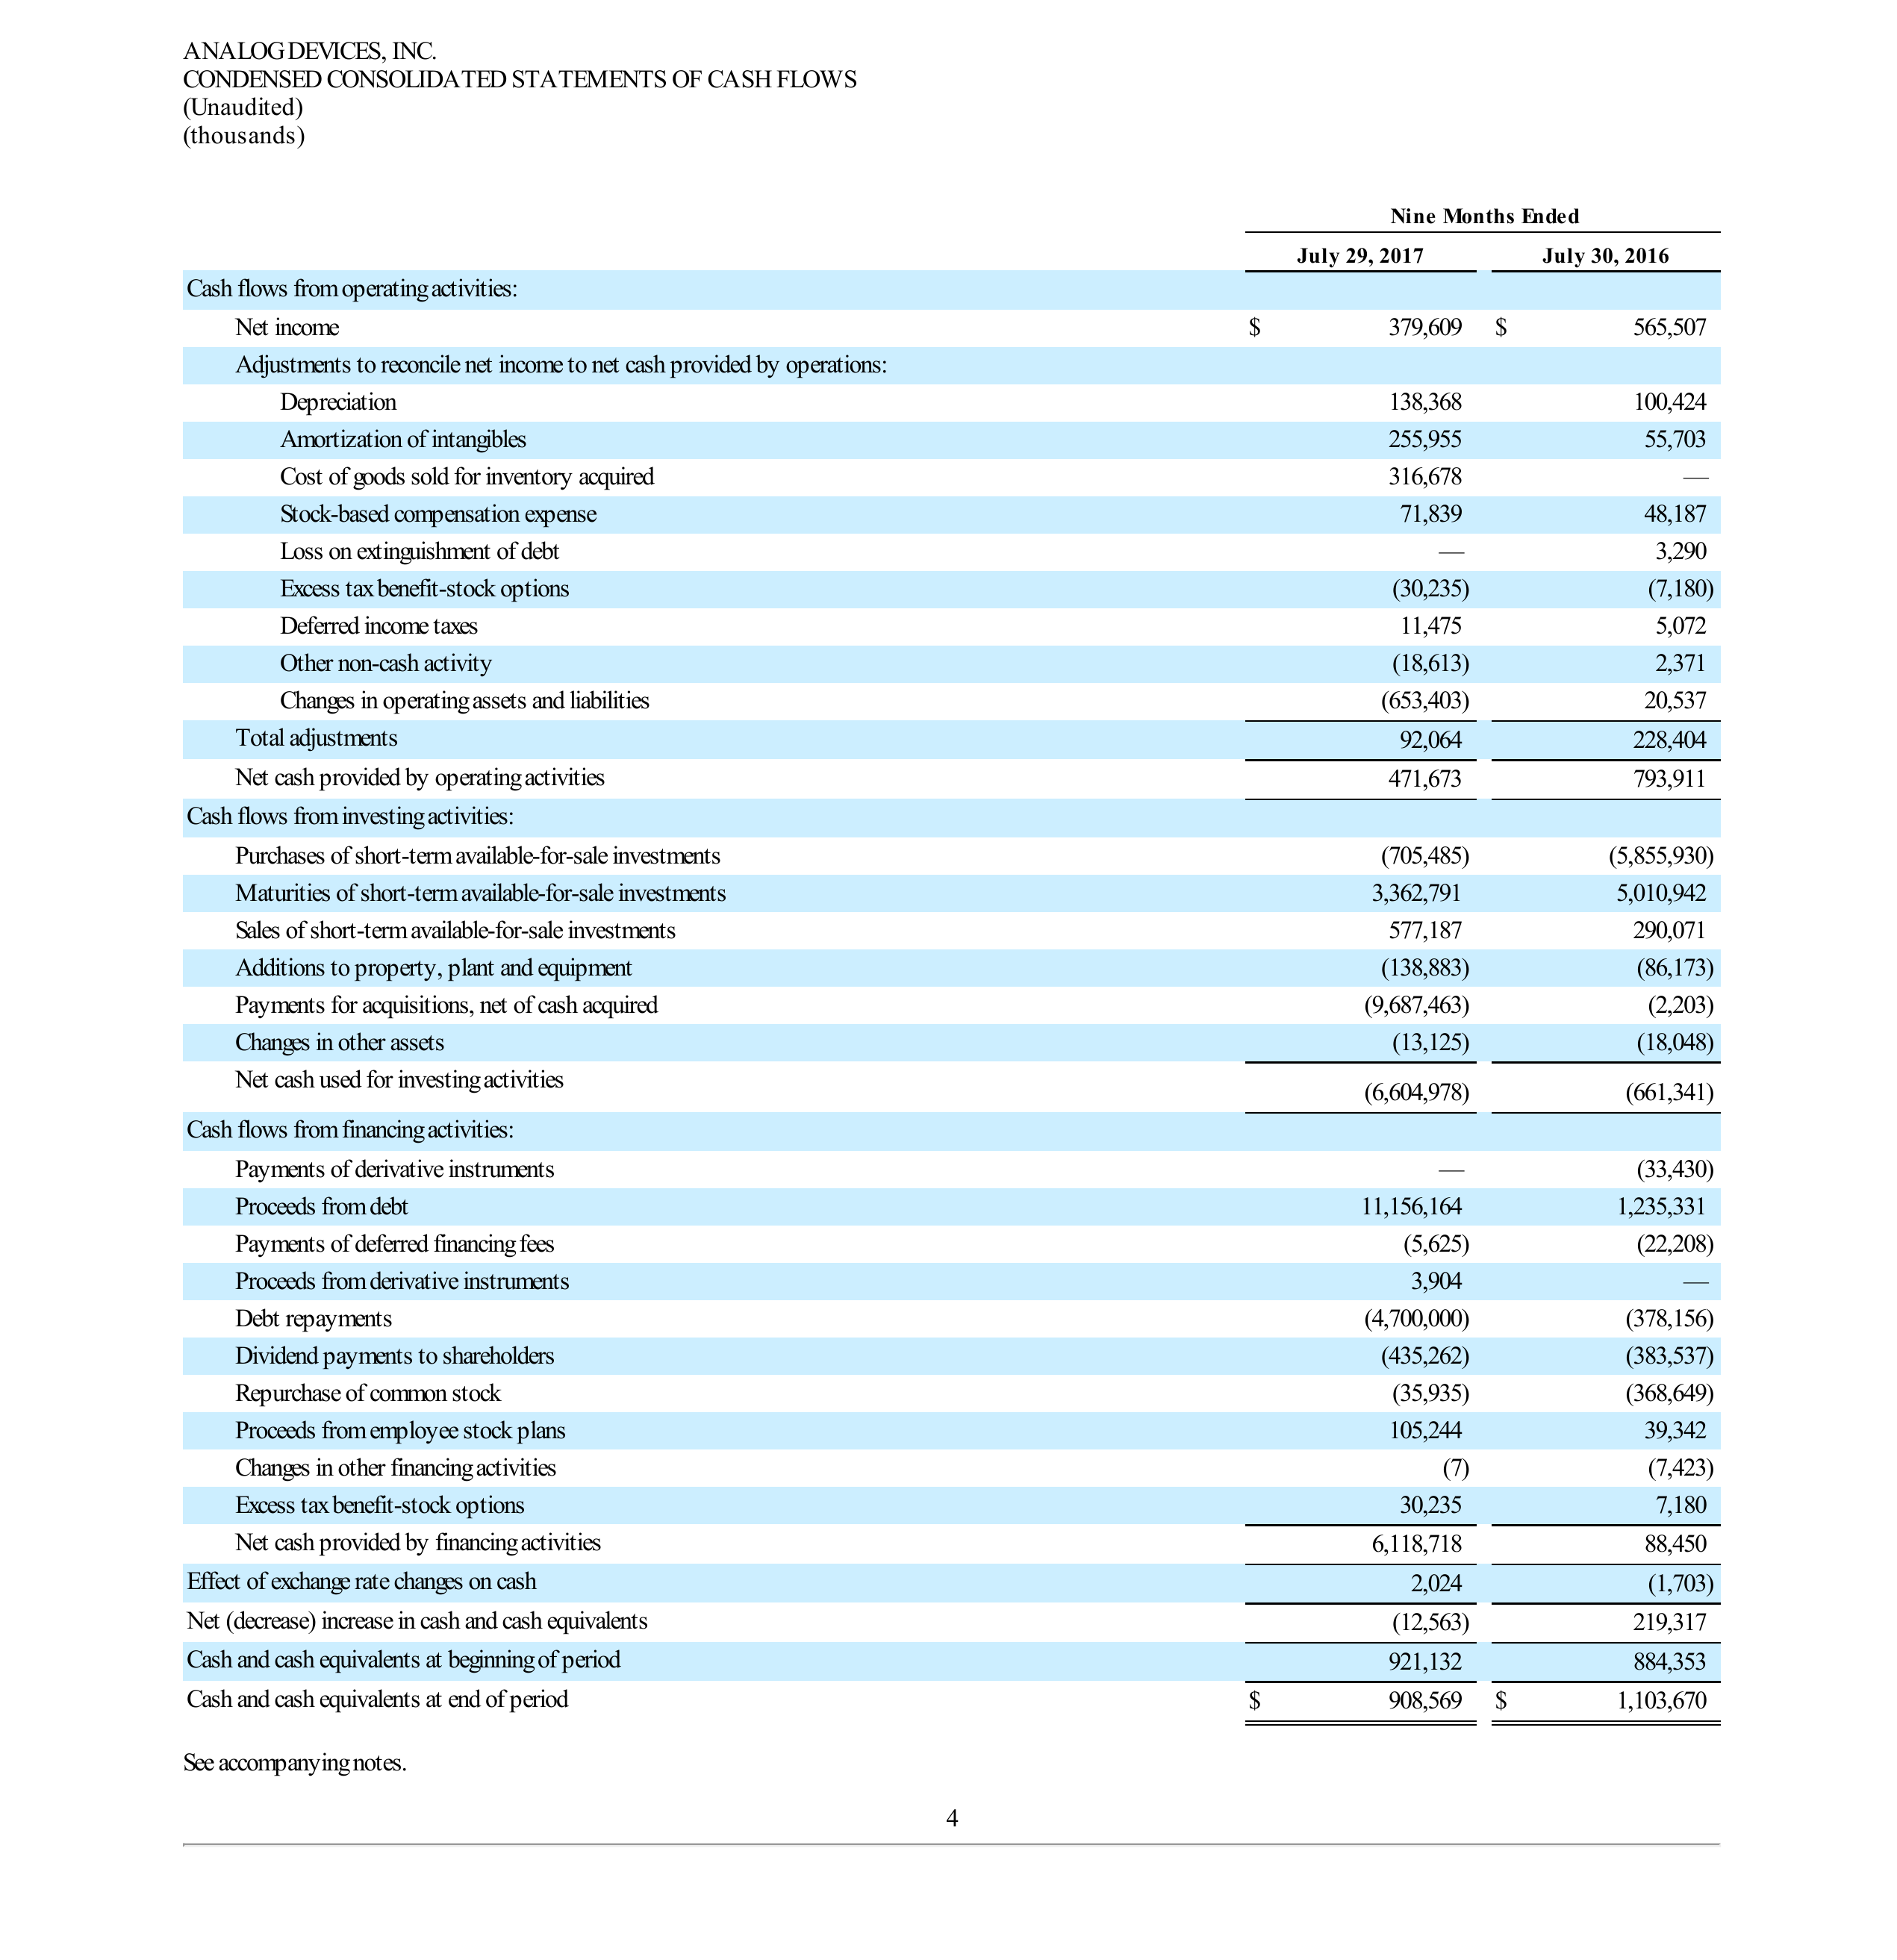 ANALOG DEVICES, INC.
CONDENSED CONSOLIDATED STATEMENTS OF CASH FLOWS
(Unaudited)
(thousands)
Nine Months Ended
July 29, 2017 July 30, 2016
Cash flows from operating activities:
Net income $ 379,609 $ 565,507
Adjustments to reconcile net income to net cash provided by operations:
Depreciation 138,368 100,424
Amortization of intangibles 255,955 55,703
Cost of goods sold for inventory acquired 316,678 —
Stock-based compensation expense 71,839 48,187
Loss on extinguishment of debt — 3,290
Excess tax benefit-stock options (30,235) (7,180)
Deferred income taxes 11,475 5,072
Other non-cash activity (18,613) 2,371
Changes in operating assets and liabilities (653,403) 20,537
Total adjustments 92,064 228,404
Net cash provided by operating activities 471,673 793,911
Cash flows from investing activities:
Purchases of short-term available-for-sale investments (705,485) (5,855,930)
Maturities of short-term available-for-sale investments 3,362,791 5,010,942
Sales of short-term available-for-sale investments 577,187 290,071
Additions to property, plant and equipment (138,883) (86,173)
Payments for acquisitions, net of cash acquired (9,687,463) (2,203)
Changes in other assets (13,125) (18,048)
Net cash used for investing activities (6,604,978) (661,341)
Cash flows from financing activities:
Payments of derivative instruments — (33,430)
Proceeds from debt 11,156,164 1,235,331
Payments of deferred financing fees (5,625) (22,208)
Proceeds from derivative instruments 3,904 —
Debt repayments (4,700,000) (378,156)
Dividend payments to shareholders (435,262) (383,537)
Repurchase of common stock (35,935) (368,649)
Proceeds from employee stock plans 105,244 39,342
Changes in other financing activities (7) (7,423)
Excess tax benefit-stock options 30,235 7,180
Net cash provided by financing activities 6,118,718 88,450
Effect of exchange rate changes on cash 2,024 (1,703)
Net (decrease) increase in cash and cash equivalents (12,563) 219,317
Cash and cash equivalents at beginning of period 921,132 884,353
Cash and cash equivalents at end of period $ 908,569 $ 1,103,670
See accompanying notes.
4